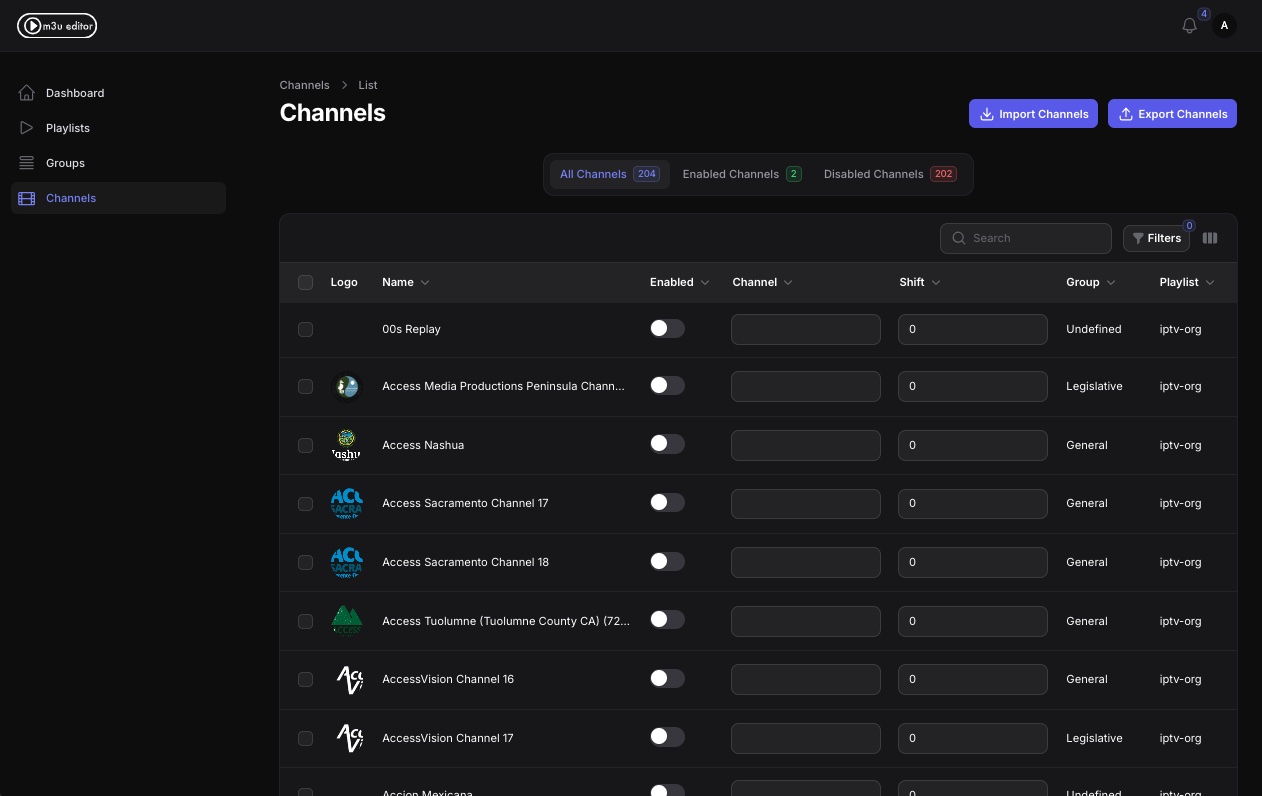 m3u editor
4
A
Dashboard
Playlists
Groups
Channels
Channels > List
Channels
Import Channels
Export Channels
All Channels 204
Enabled Channels 2
Disabled Channels 202
Search
Filters 0
Logo Name Enabled Channel Shift Group Playlist
00s Replay 0 Undefined iptv-org
Access Media Productions Peninsula Chann... 0 Legislative iptv-org
Access Nashua 0 General iptv-org
Access Sacramento Channel 17 0 General iptv-org
Access Sacramento Channel 18 0 General iptv-org
Access Tuolumne (Tuolumne County CA) (72... 0 General iptv-org
AccessVision Channel 16 0 General iptv-org
AccessVision Channel 17 0 Legislative iptv-org
Accion Mexicana 0 Undefined iptv-org